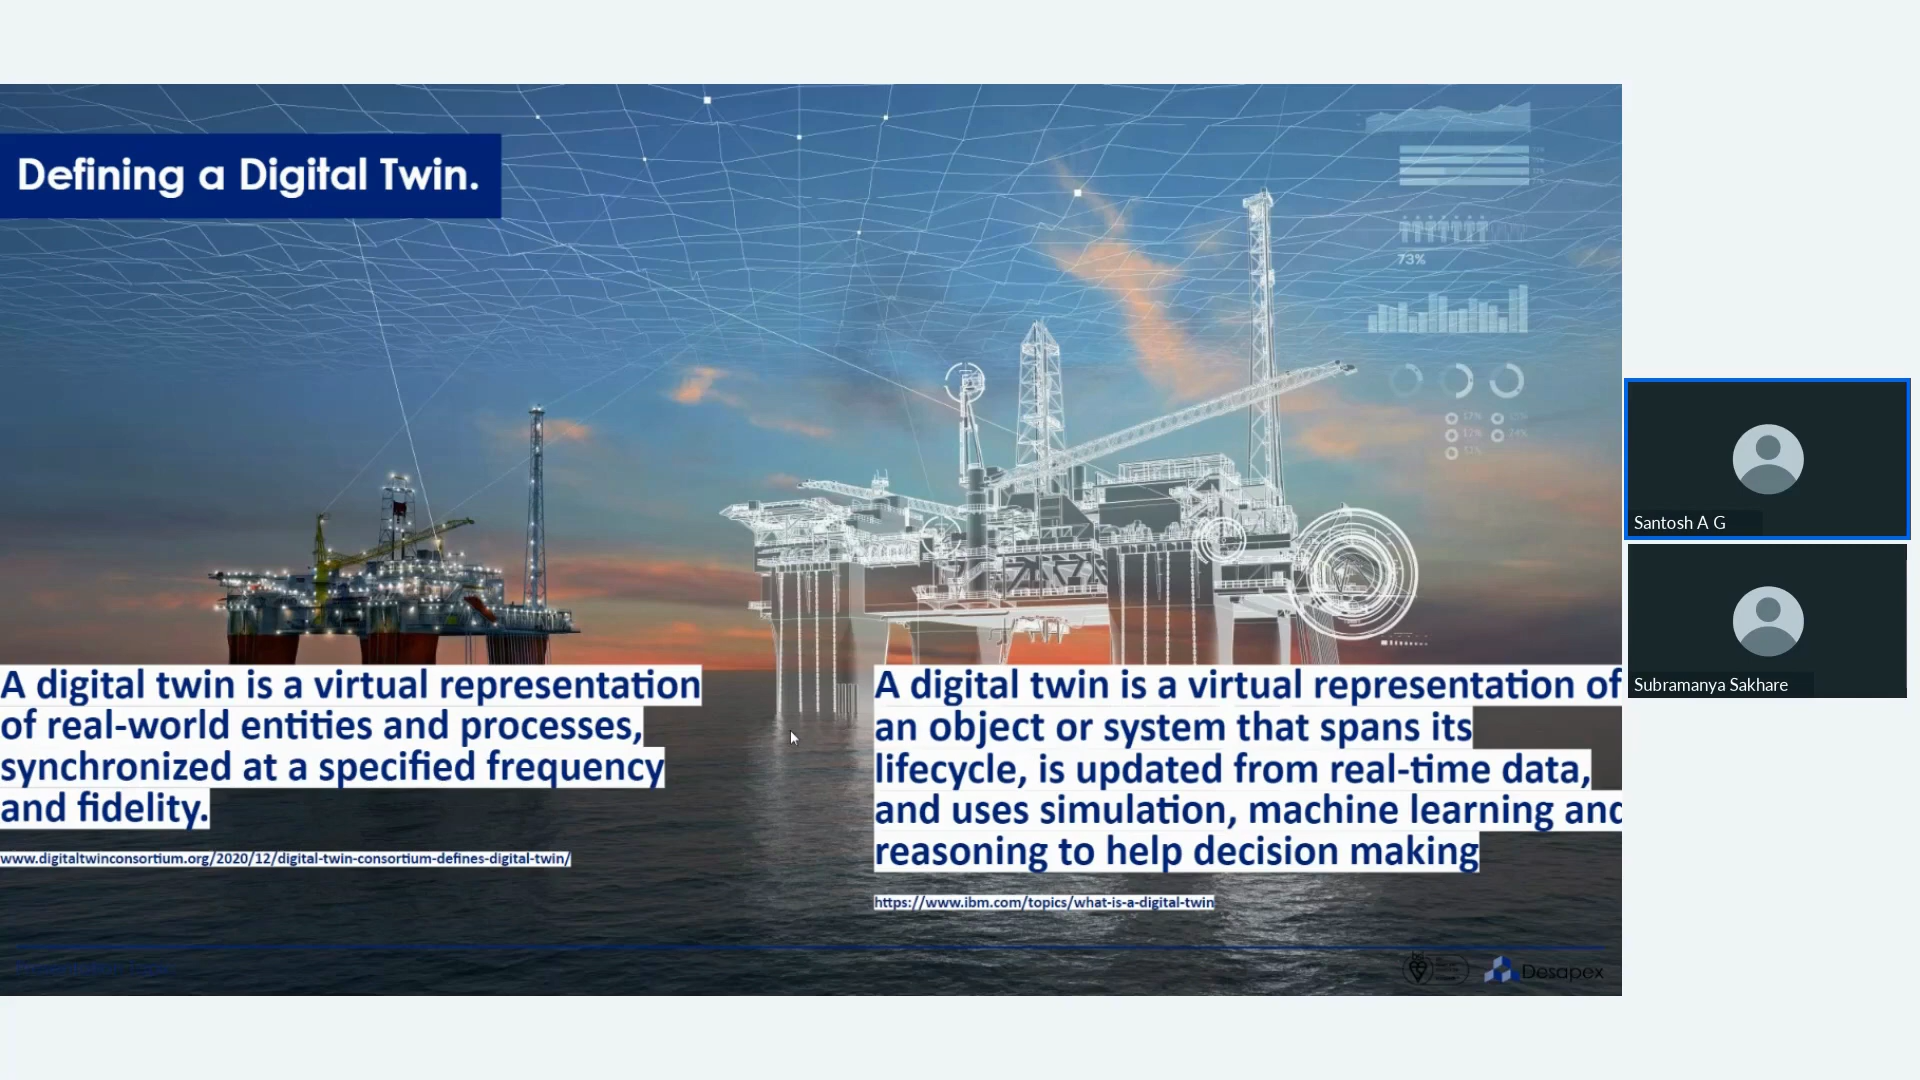 Defining a Digital Twin.
73%
17%
12%
A digital twin is a virtual representation
of real-world entities and processes,
synchronized at a specified frequency
and fidelity.
www.digitaltwinconsortium.org/2020/12/digital-twin-consortium-defines-digital-twin/
A digital twin is a virtual representation of
an object or system that spans its
lifecycle, is updated from real-time data,
and uses simulation, machine learning and
reasoning to help decision making
https://www.ibm.com/topics/what-is-a-digital-twin
Desapex
Santosh A G
Subramanya Sakhare